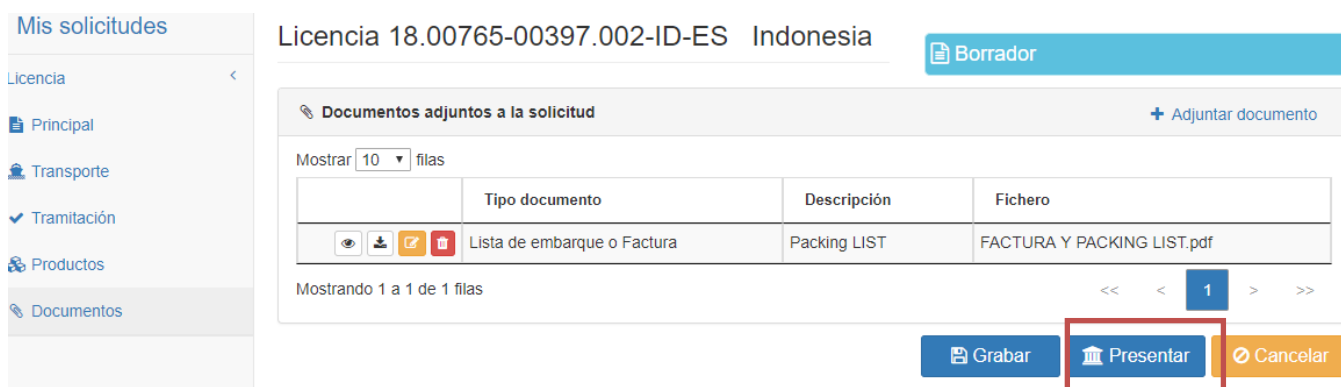 Mis solicitudes
Licencia <
Principal
Transporte
Tramitación
Productos
Documentos
Licencia 18.00765-00397.002-ID-ES Indonesia
Borrador
Documentos adjuntos a la solicitud + Adjuntar documento
Mostrar 10 filas
Tipo documento Descripción Fichero
Lista de embarque o Factura Packing LIST FACTURA Y PACKING LIST.pdf
Mostrando 1 a 1 de 1 filas << < 1 > >>
Grabar Presentar Cancelar